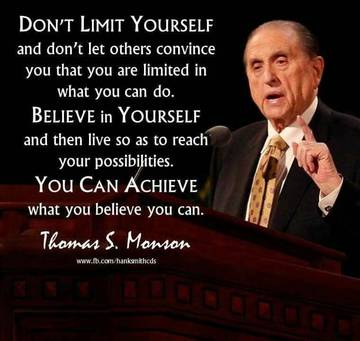 DON'T LIMIT YOURSELF
and don't let others convince
you that you are limited in
what you can do.
BELIEVE in YOURSELF
and then live so as to reach
your possibilities.
YOU CAN ACHIEVE
what you believe you can.
Thomas S. Monson
www.fb.com/hanksmithcds